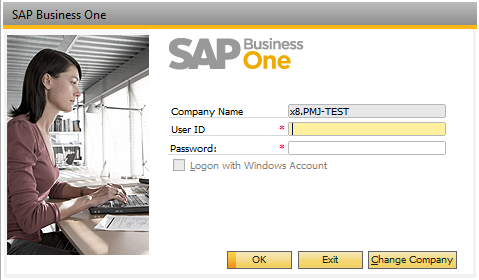 SAP Business One
SAP Business One
Company Name x8.PMJ-TEST
User ID *
Password: *
Logon with Windows Account
OK Exit Change Company